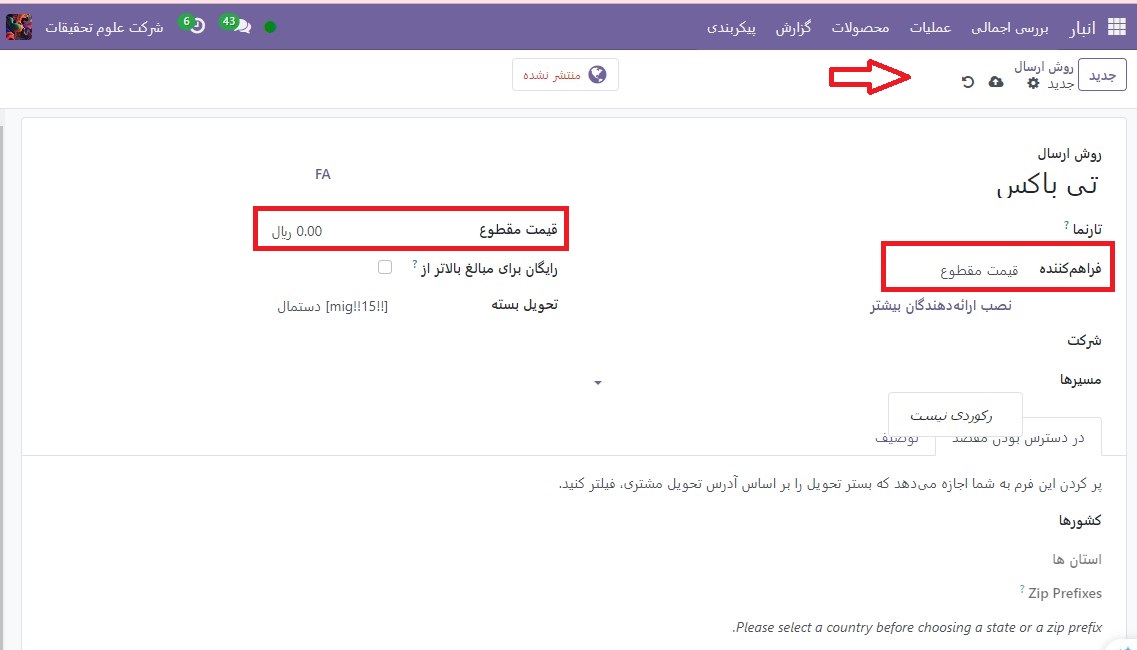 انبار بررسی اجمالی عملیات محصولات گزارش پیکربندی 43 6 شرکت علوم تحقیقات
جدید روش ارسال منتشر نشده
جدید
روش ارسال
تی باکس
FA
تارنما ?
فراهم‌کننده قیمت مقطوع
نصب ارائه‌دهندگان بیشتر
شرکت
مسیرها
قیمت مقطوع 0.00 ریال
رایگان برای مبالغ بالاتر از ?
تحویل بسته [mig!!15!!] دستمال
رکوردی نیست
در دسترس بودن مقصد توصیف
پر کردن این فرم به شما اجازه می‌دهد که بستر تحویل را بر اساس آدرس تحویل مشتری، فیلتر کنید.
کشورها
استان ها
Zip Prefixes ?
Please select a country before choosing a state or a zip prefix.